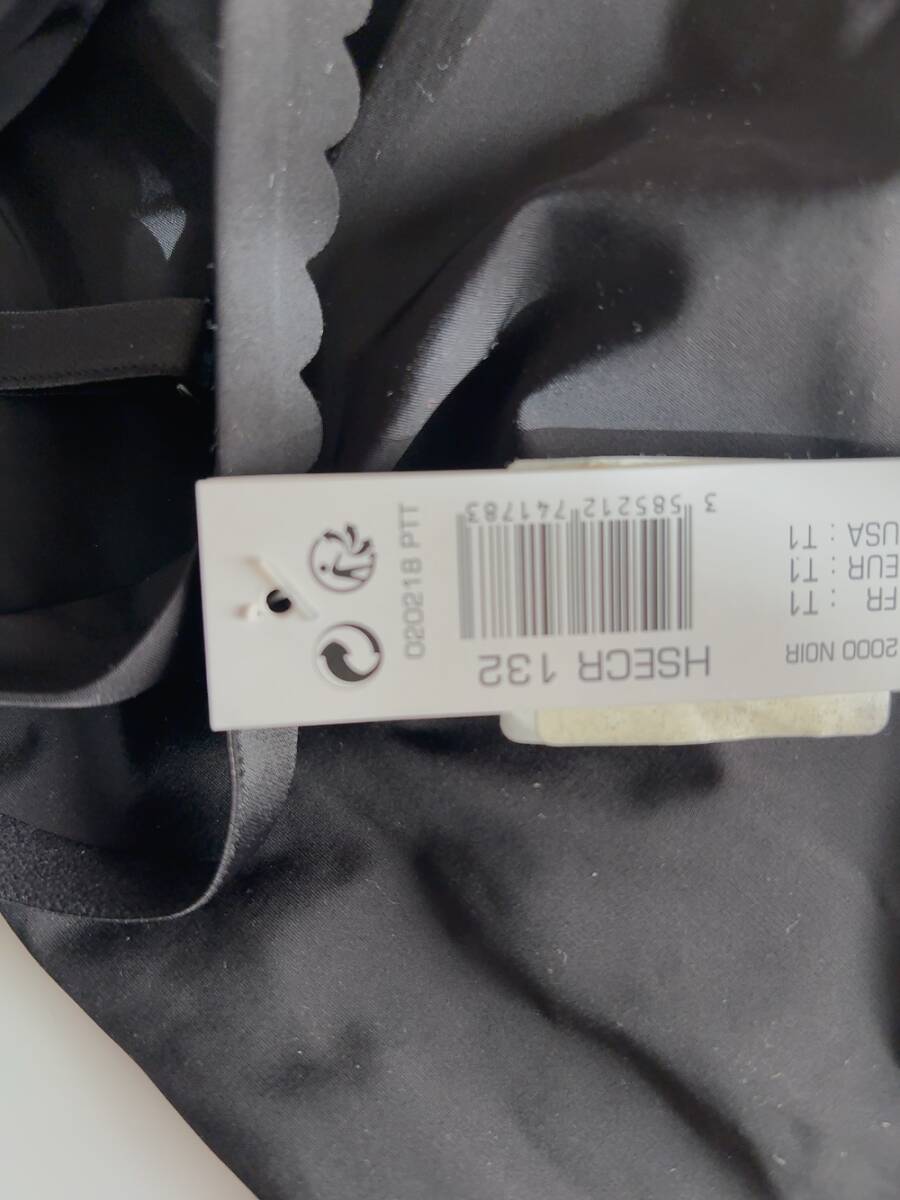 2000 NOIR
FR : T1
EUR : T1
USA : T1
HSECR 132
3 585212 741783
020218 PTT